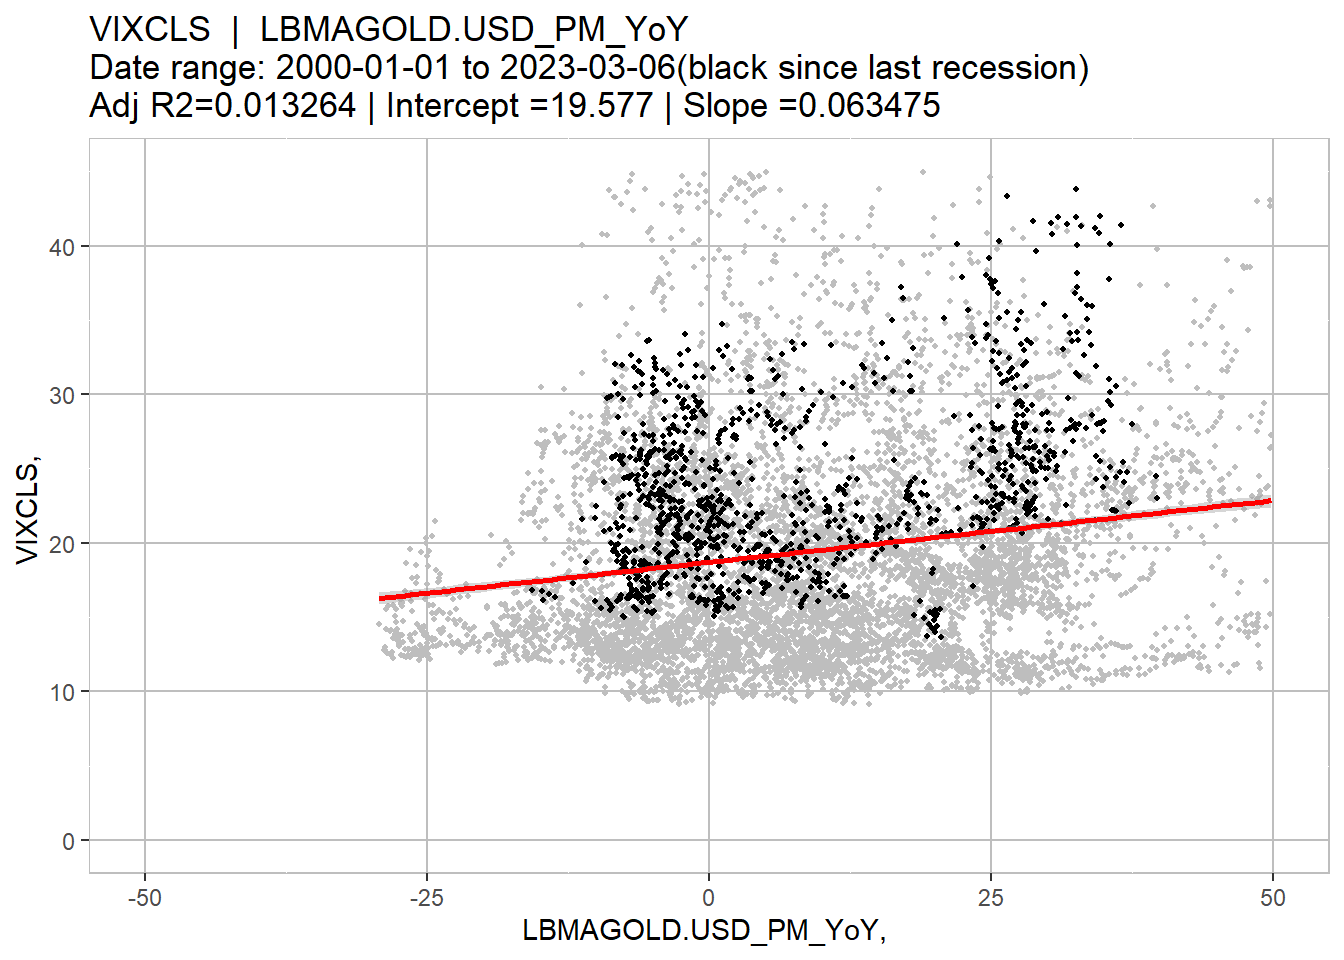 VIXCLS  |  LBMAGOLD.USD_PM_YoY
Date range: 2000-01-01 to 2023-03-06(black since last recession)
Adj R2=0.013264 | Intercept =19.577 | Slope =0.063475
40
30
20
10
0
VIXCLS,
-50
-25
0
25
50
LBMAGOLD.USD_PM_YoY,